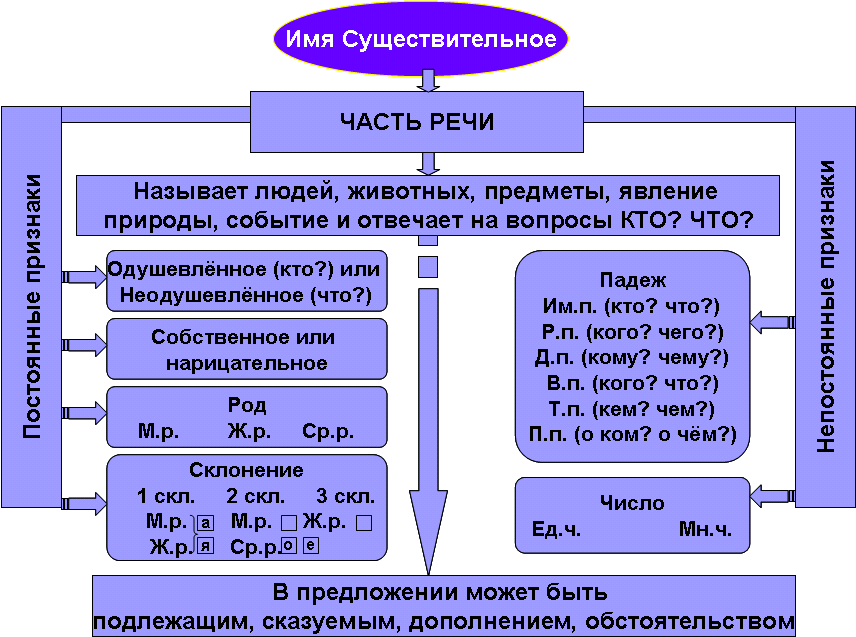 Имя Существительное
ЧАСТЬ РЕЧИ
Называет людей, животных, предметы, явление
природы, событие и отвечает на вопросы КТО? ЧТО?
Постоянные признаки
Одушевлённое (кто?) или
Неодушевлённое (что?)
Собственное или
нарицательное
Род
М.р. Ж.р. Ср.р.
Склонение
1 скл. 2 скл. 3 скл.
М.р. а М.р. Ж.р.
Ж.р. я Ср.р. о е
Непостоянные признаки
Падеж
Им.п. (кто? что?)
Р.п. (кого? чего?)
Д.п. (кому? чему?)
В.п. (кого? что?)
Т.п. (кем? чем?)
П.п. (о ком? о чём?)
Число
Ед.ч. Мн.ч.
В предложении может быть
подлежащим, сказуемым, дополнением, обстоятельством